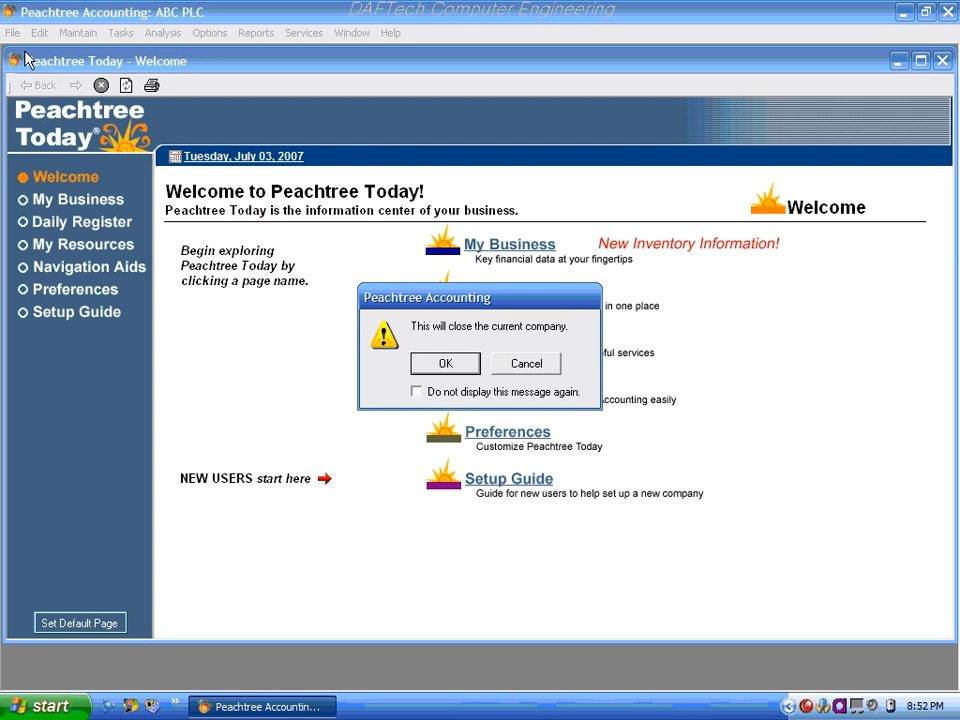 Peachtree Accounting: ABC PLC
DAFTech Computer Engineering
File Edit Maintain Tasks Analysis Options Reports Services Window Help
Peachtree Today - Welcome
Back
Peachtree
Today®
Tuesday, July 03, 2007
Welcome
My Business
Daily Register
My Resources
Navigation Aids
Preferences
Setup Guide
Set Default Page
Welcome to Peachtree Today!
Peachtree Today is the information center of your business.
Welcome
Begin exploring
Peachtree Today by
clicking a page name.
My Business New Inventory Information!
Key financial data at your fingertips
in one place
services
accounting easily
Peachtree Accounting
This will close the current company.
OK Cancel
Do not display this message again.
Preferences
Customize Peachtree Today
NEW USERS start here
Setup Guide
Guide for new users to help set up a new company
start
Peachtree Accountin...
8:52 PM